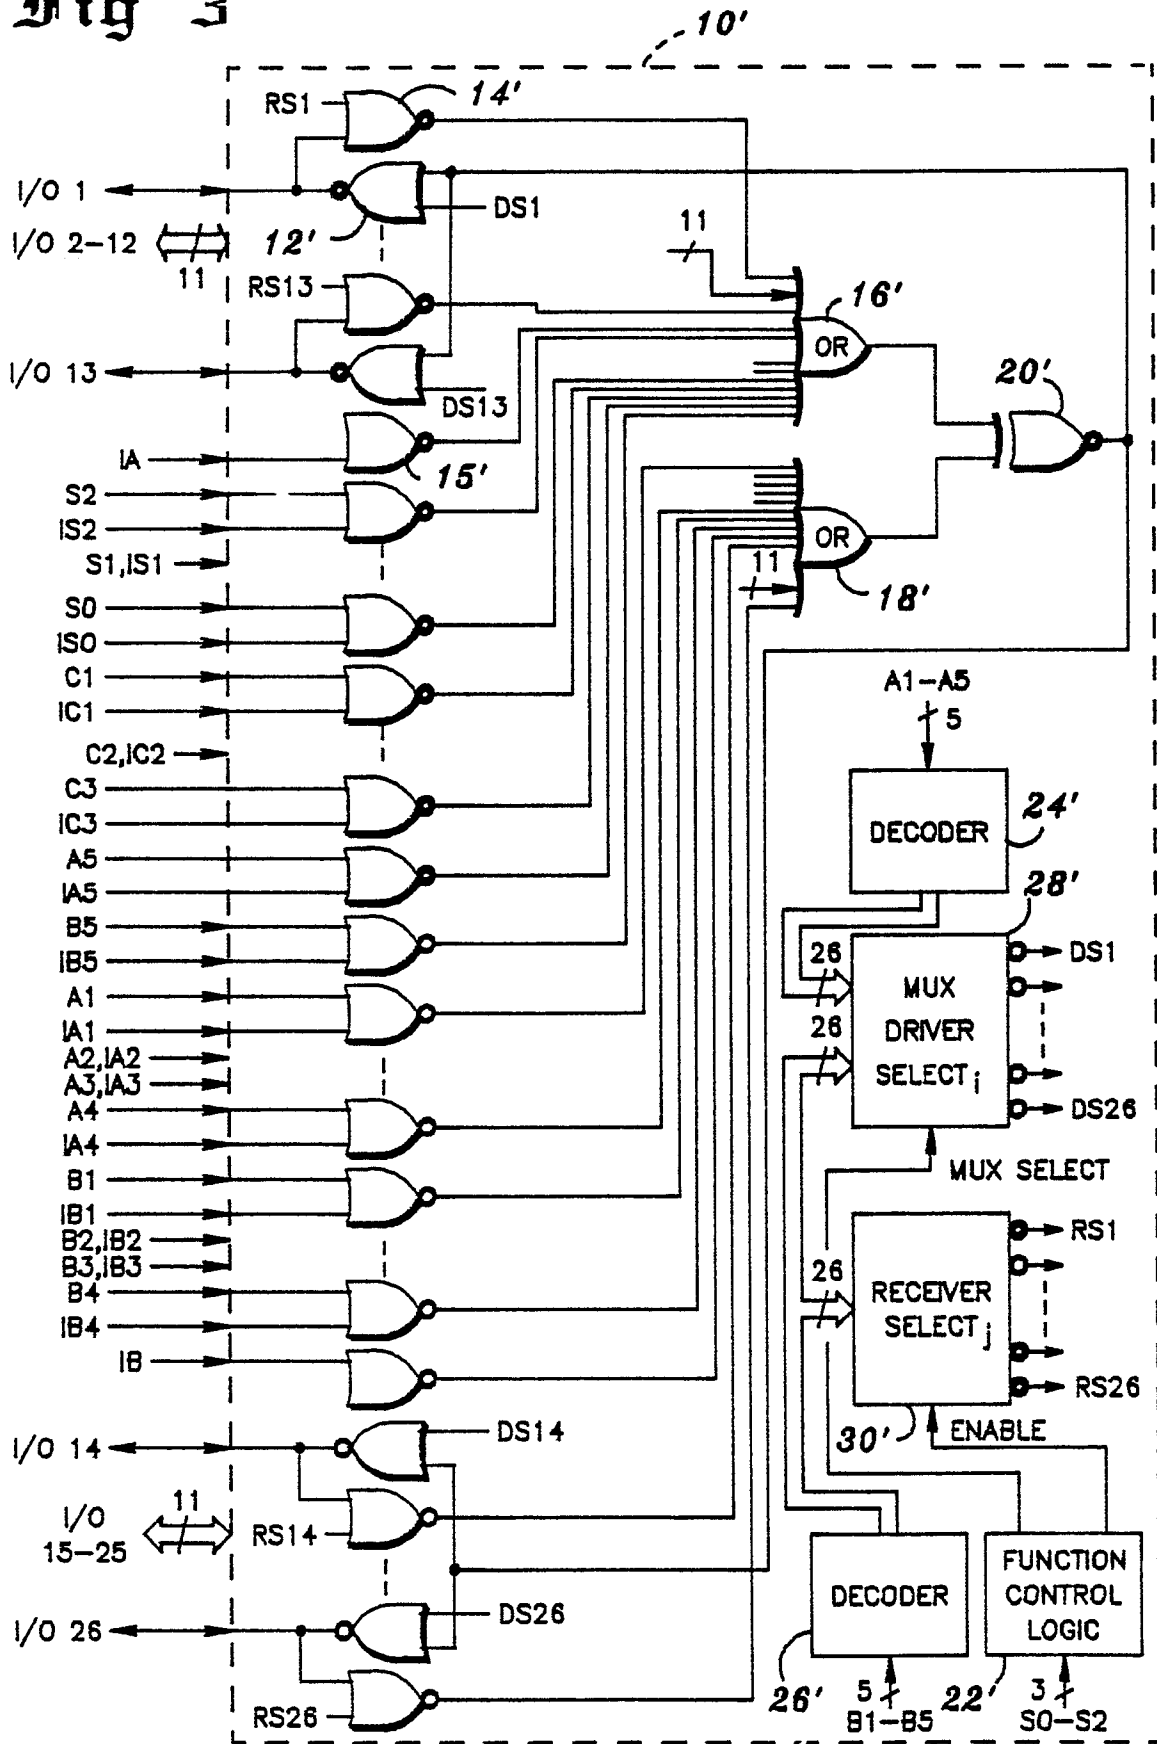 Fig 3
10'
RS1
14'
I/O 1
DS1
12'
I/O 2-12
11
11
RS13
16'
OR
I/O 13
DS13
20'
IA
15'
S2
IS2
OR
S1,IS1
11
18'
S0
IS0
C1
IC1
A1-A5
5
C2,IC2
C3
IC3
DECODER
24'
A5
IA5
28'
B5
IB5
26
MUX
DRIVER
SELECT i
DS1
A1
IA1
26
A2,IA2
A3,IA3
A4
IA4
DS26
B1
IB1
MUX SELECT
B2,IB2
B3,IB3
B4
IB4
26
RECEIVER
SELECT j
RS1
IB
RS26
30'
ENABLE
I/O 14
DS14
I/O
15-25
11
RS14
DECODER
FUNCTION
CONTROL
LOGIC
I/O 26
DS26
RS26
26'
5
B1-B5
22'
3
S0-S2